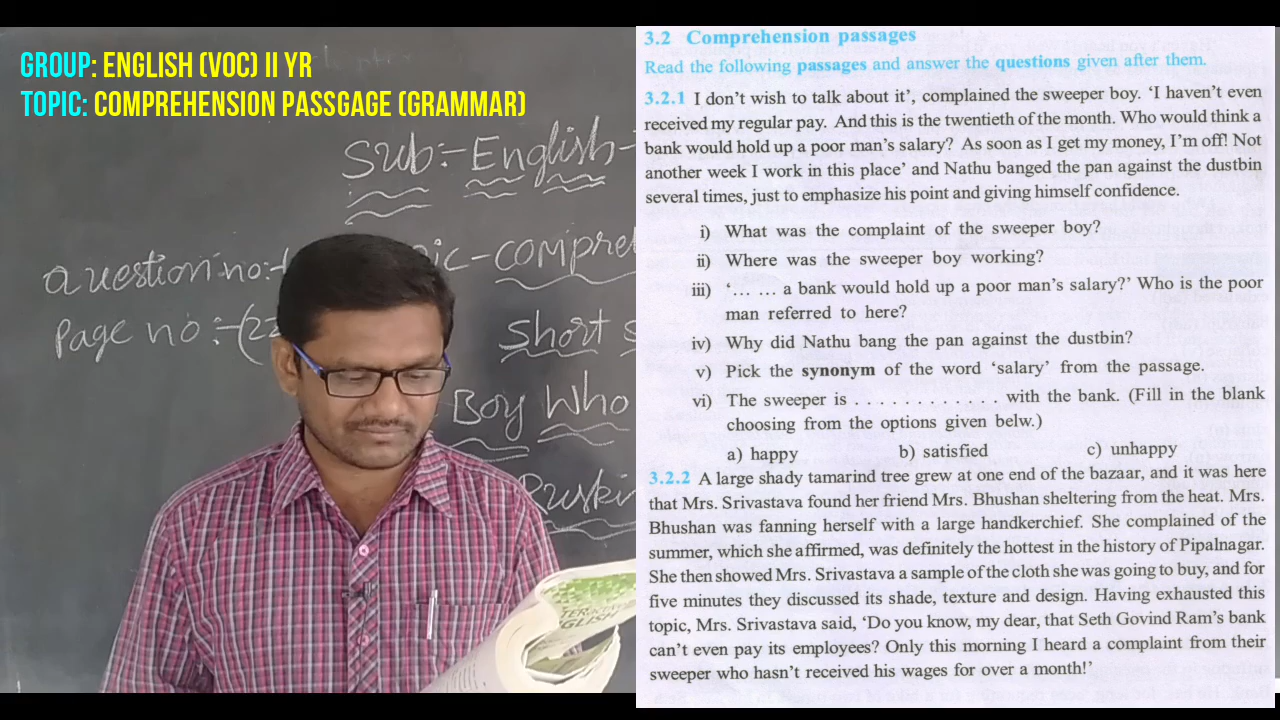 GROUP: ENGLISH (VOC) II YR
TOPIC: COMPREHENSION PASSGAGE (GRAMMAR)
Sub:- English-
Question no:-(
ic-compre
Page no :-(22
short s
Boy Who
Ruski
ENGLISH
3.2 Comprehension passages
Read the following passages and answer the questions given after them.
3.2.1 I don't wish to talk about it', complained the sweeper boy. 'I haven't even
received my regular pay. And this is the twentieth of the month. Who would think a
bank would hold up a poor man's salary? As soon as I get my money, I'm off! Not
another week I work in this place' and Nathu banged the pan against the dustbin
several times, just to emphasize his point and giving himself confidence.
i) What was the complaint of the sweeper boy?
ii) Where was the sweeper boy working?
iii) '... ... a bank would hold up a poor man's salary?' Who is the poor
man referred to here?
iv) Why did Nathu bang the pan against the dustbin?
v) Pick the synonym of the word 'salary' from the passage.
vi) The sweeper is . . . . . . . . . . . . with the bank. (Fill in the blank
choosing from the options given belw.)
a) happy b) satisfied c) unhappy
3.2.2 A large shady tamarind tree grew at one end of the bazaar, and it was here
that Mrs. Srivastava found her friend Mrs. Bhushan sheltering from the heat. Mrs.
Bhushan was fanning herself with a large handkerchief. She complained of the
summer, which she affirmed, was definitely the hottest in the history of Pipalnagar.
She then showed Mrs. Srivastava a sample of the cloth she was going to buy, and for
five minutes they discussed its shade, texture and design. Having exhausted this
topic, Mrs. Srivastava said, 'Do you know, my dear, that Seth Govind Ram's bank
can't even pay its employees? Only this morning I heard a complaint from their
sweeper who hasn't received his wages for over a month!'